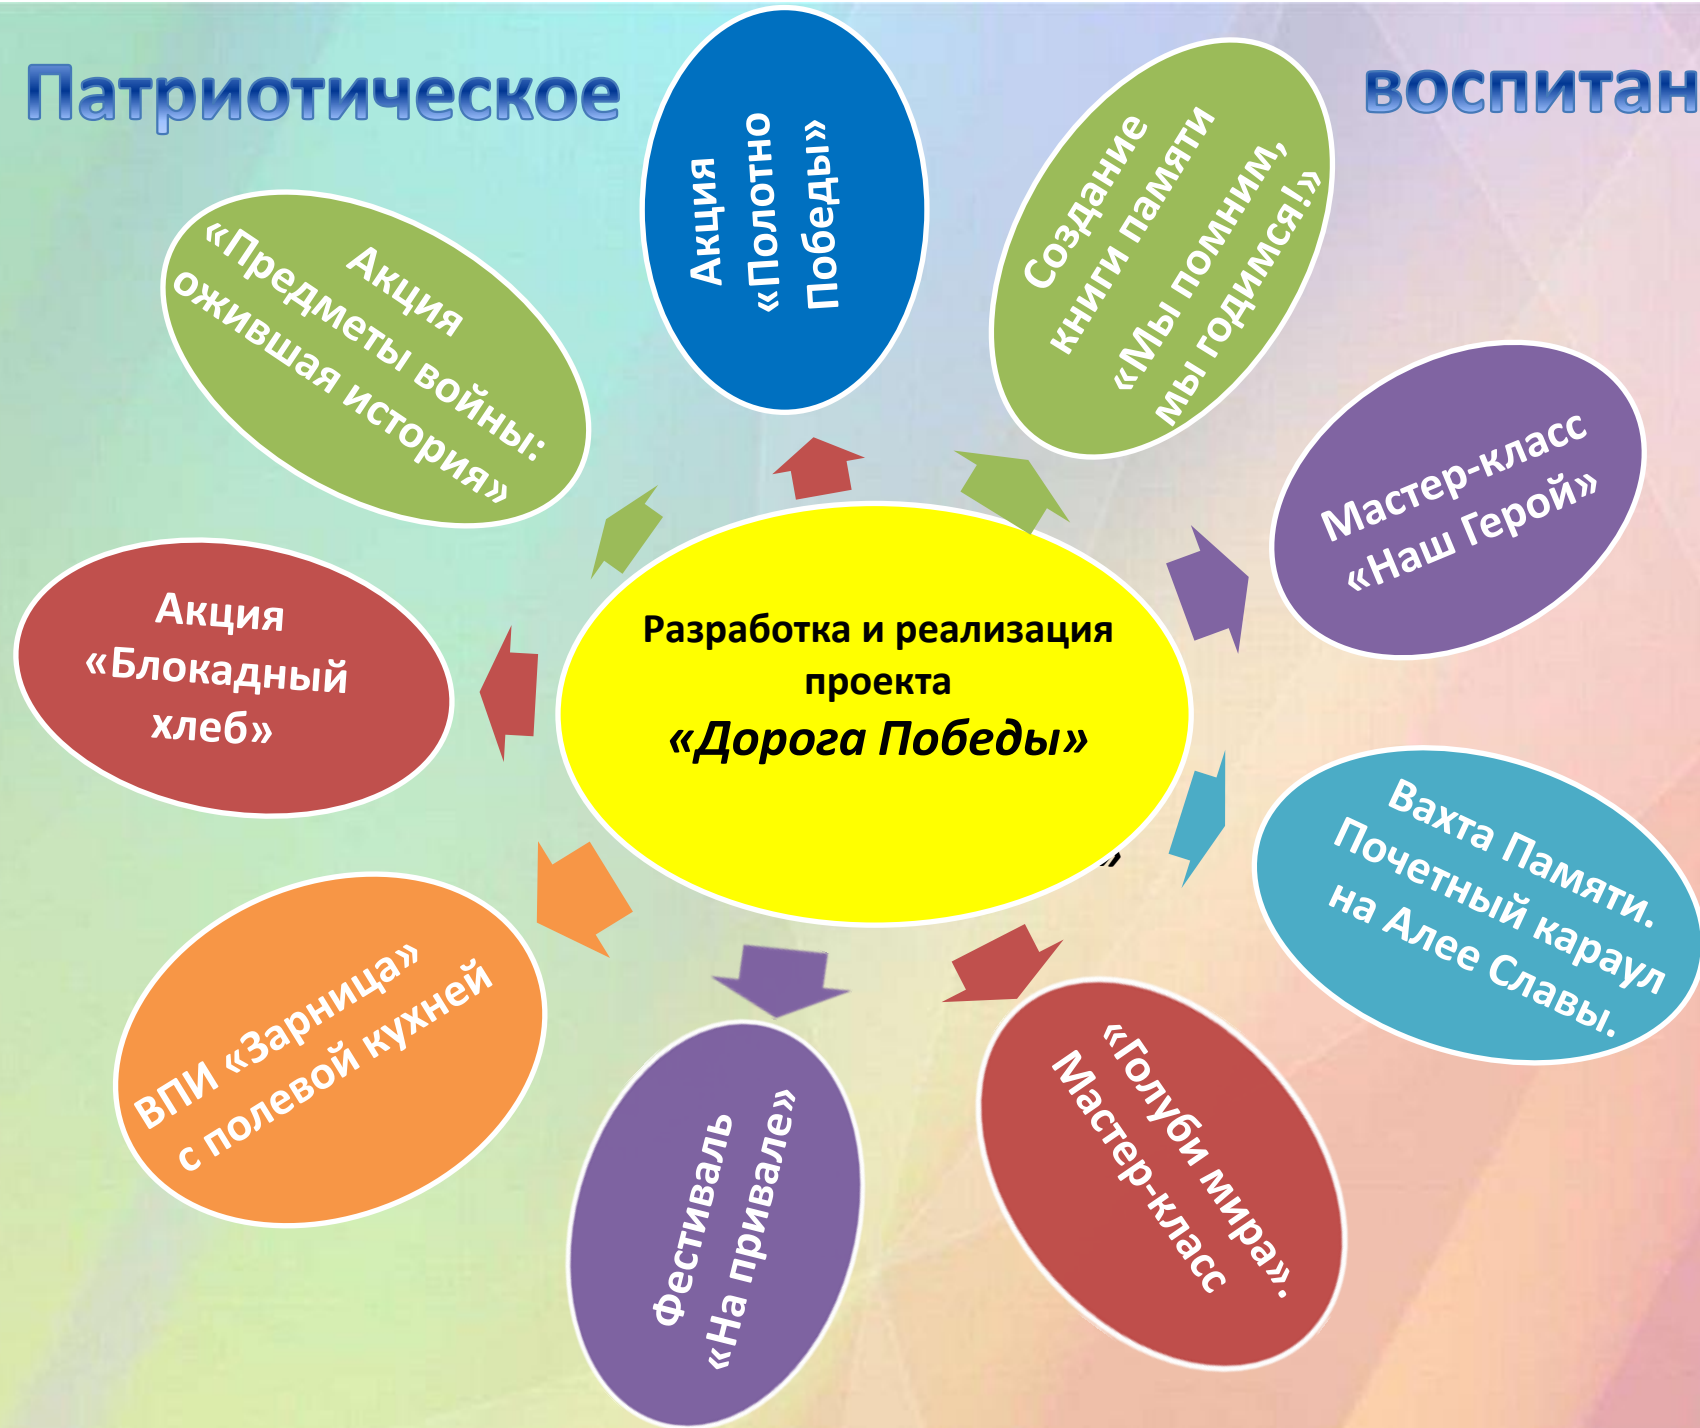 Патриотическое
воспитан
Акция
«Полотно
Победы»
Создание
книги памяти
«Мы помним,
мы годимся!»
Мастер-класс
«Наш Герой»
Вахта Памяти.
Почетный караул
на Алее Славы.
«Голуби мира».
Мастер-класс
Фестиваль
«На привале»
ВПИ «Зарница»
с полевой кухней
Акция
«Блокадный
хлеб»
Акция
«Предметы войны:
ожившая история»
Разработка и реализация
проекта
«Дорога Победы»
»